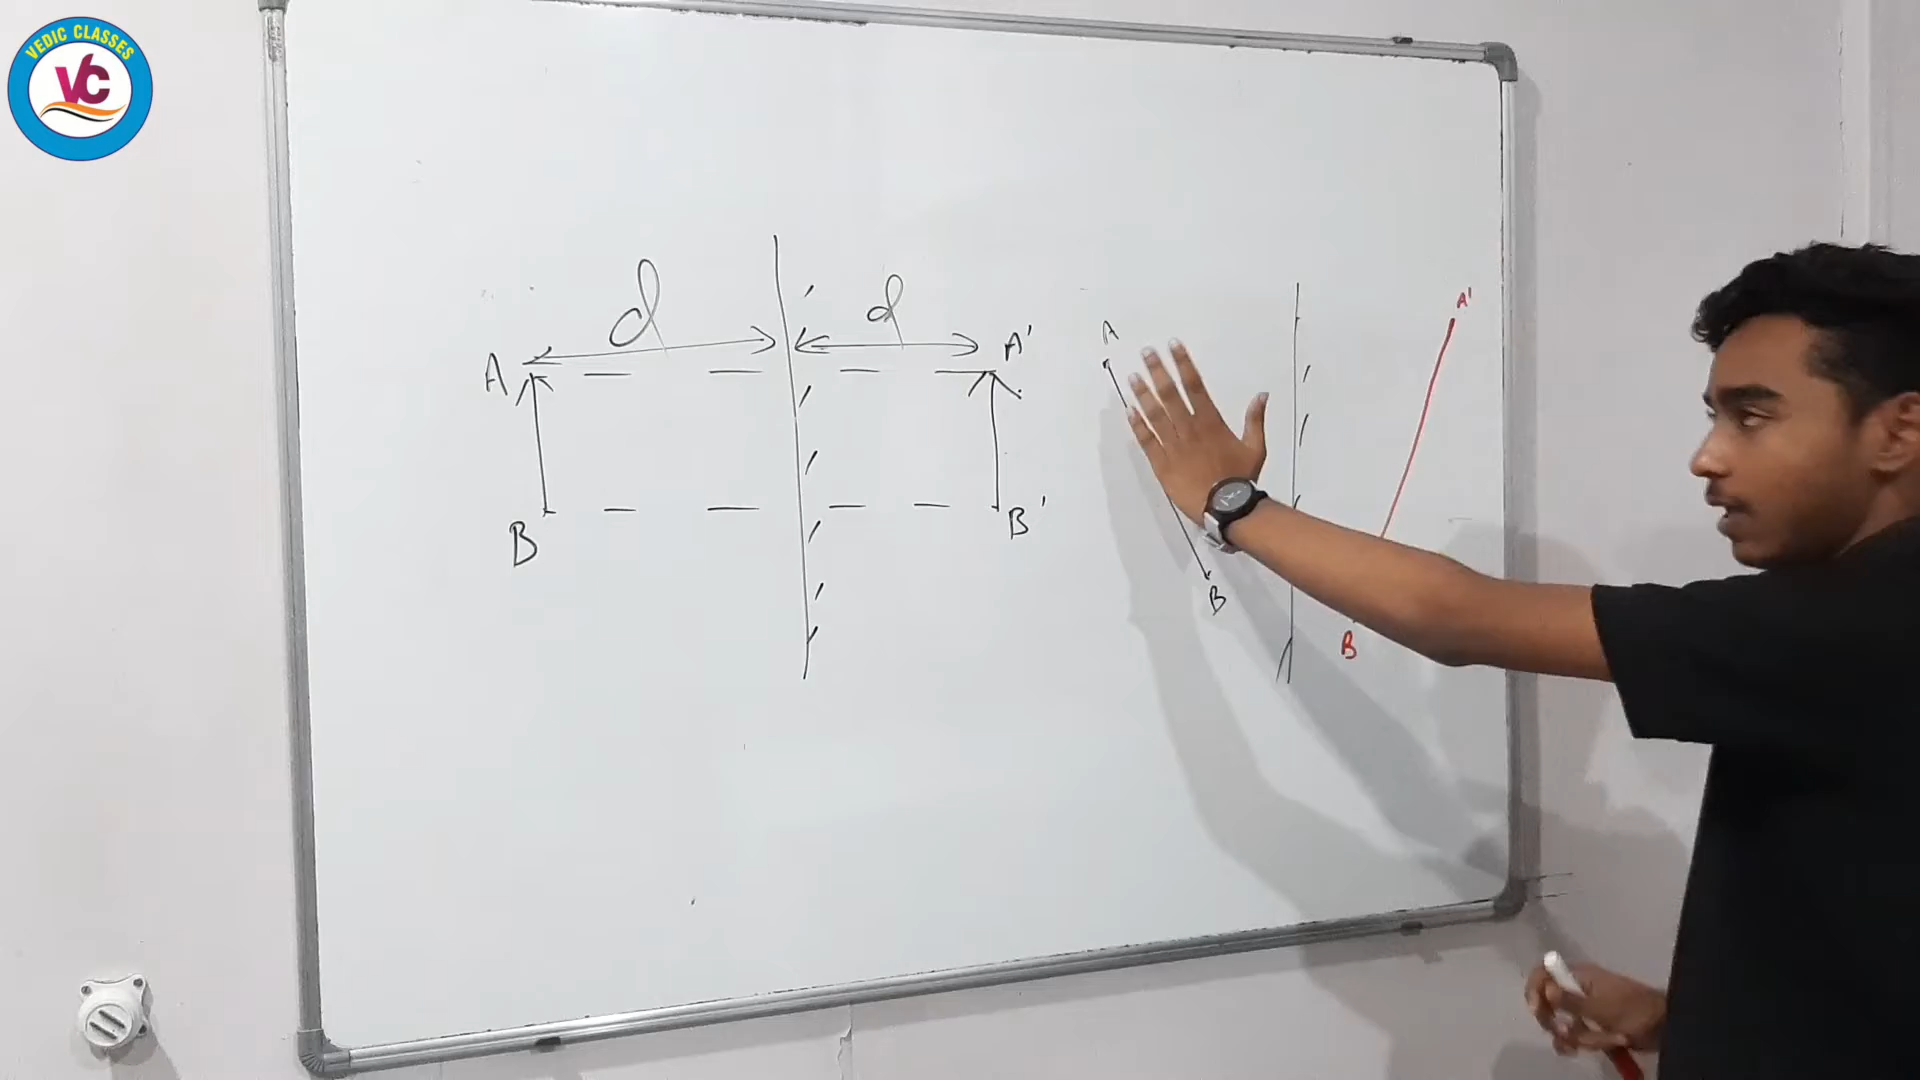 VEDIC CLASSES
VC
d d
A A'
B B'
A A'
B B